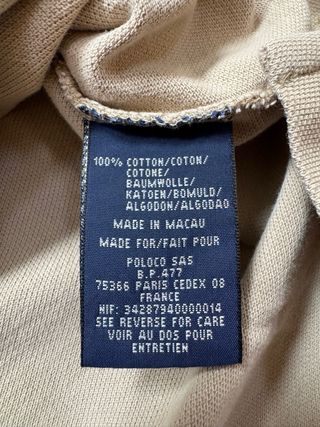 100% COTTON/COTON/
COTONE/
BAUMWOLLE/
KATOEN/BOMULD/
ALGODON/ALGODAO
MADE IN MACAU
MADE FOR/FAIT POUR
POLOCO SAS
B.P.477
75366 PARIS CEDEX 08
FRANCE
NIF: 34287940000014
SEE REVERSE FOR CARE
VOIR AU DOS POUR
ENTRETIEN